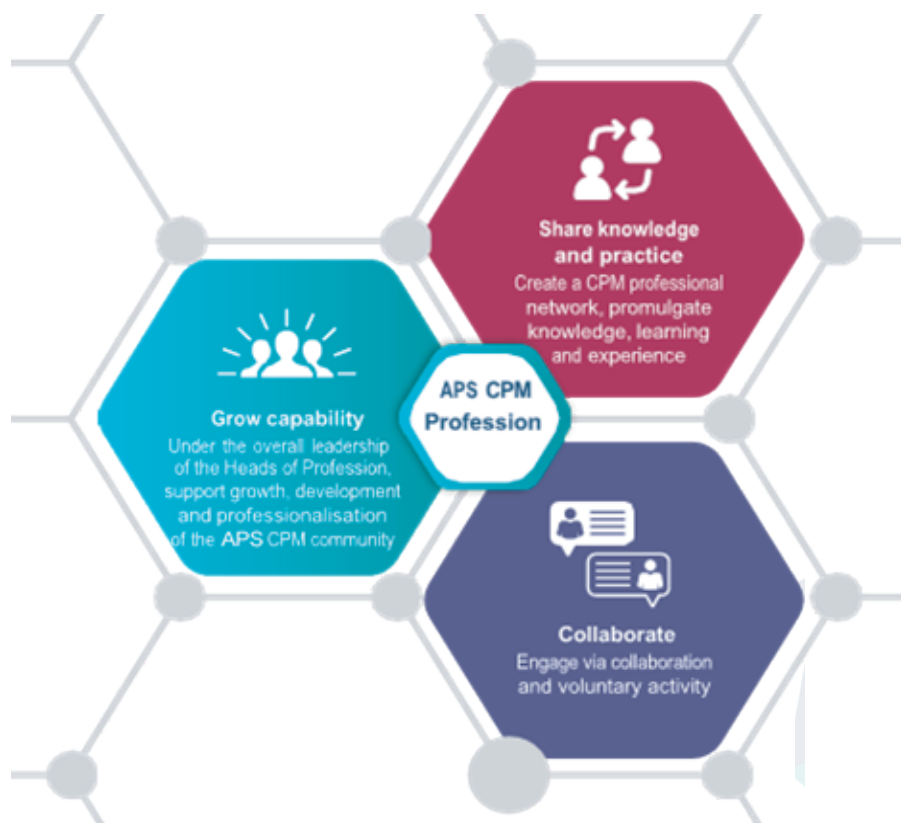 Share knowledge
and practice
Create a CPM professional
network, promulgate
knowledge, learning
and experience
APS CPM
Profession
Grow capability
Under the overall leadership
of the Heads of Profession,
support growth, development
and professionalisation
of the APS CPM community
Collaborate
Engage via collaboration
and voluntary activity